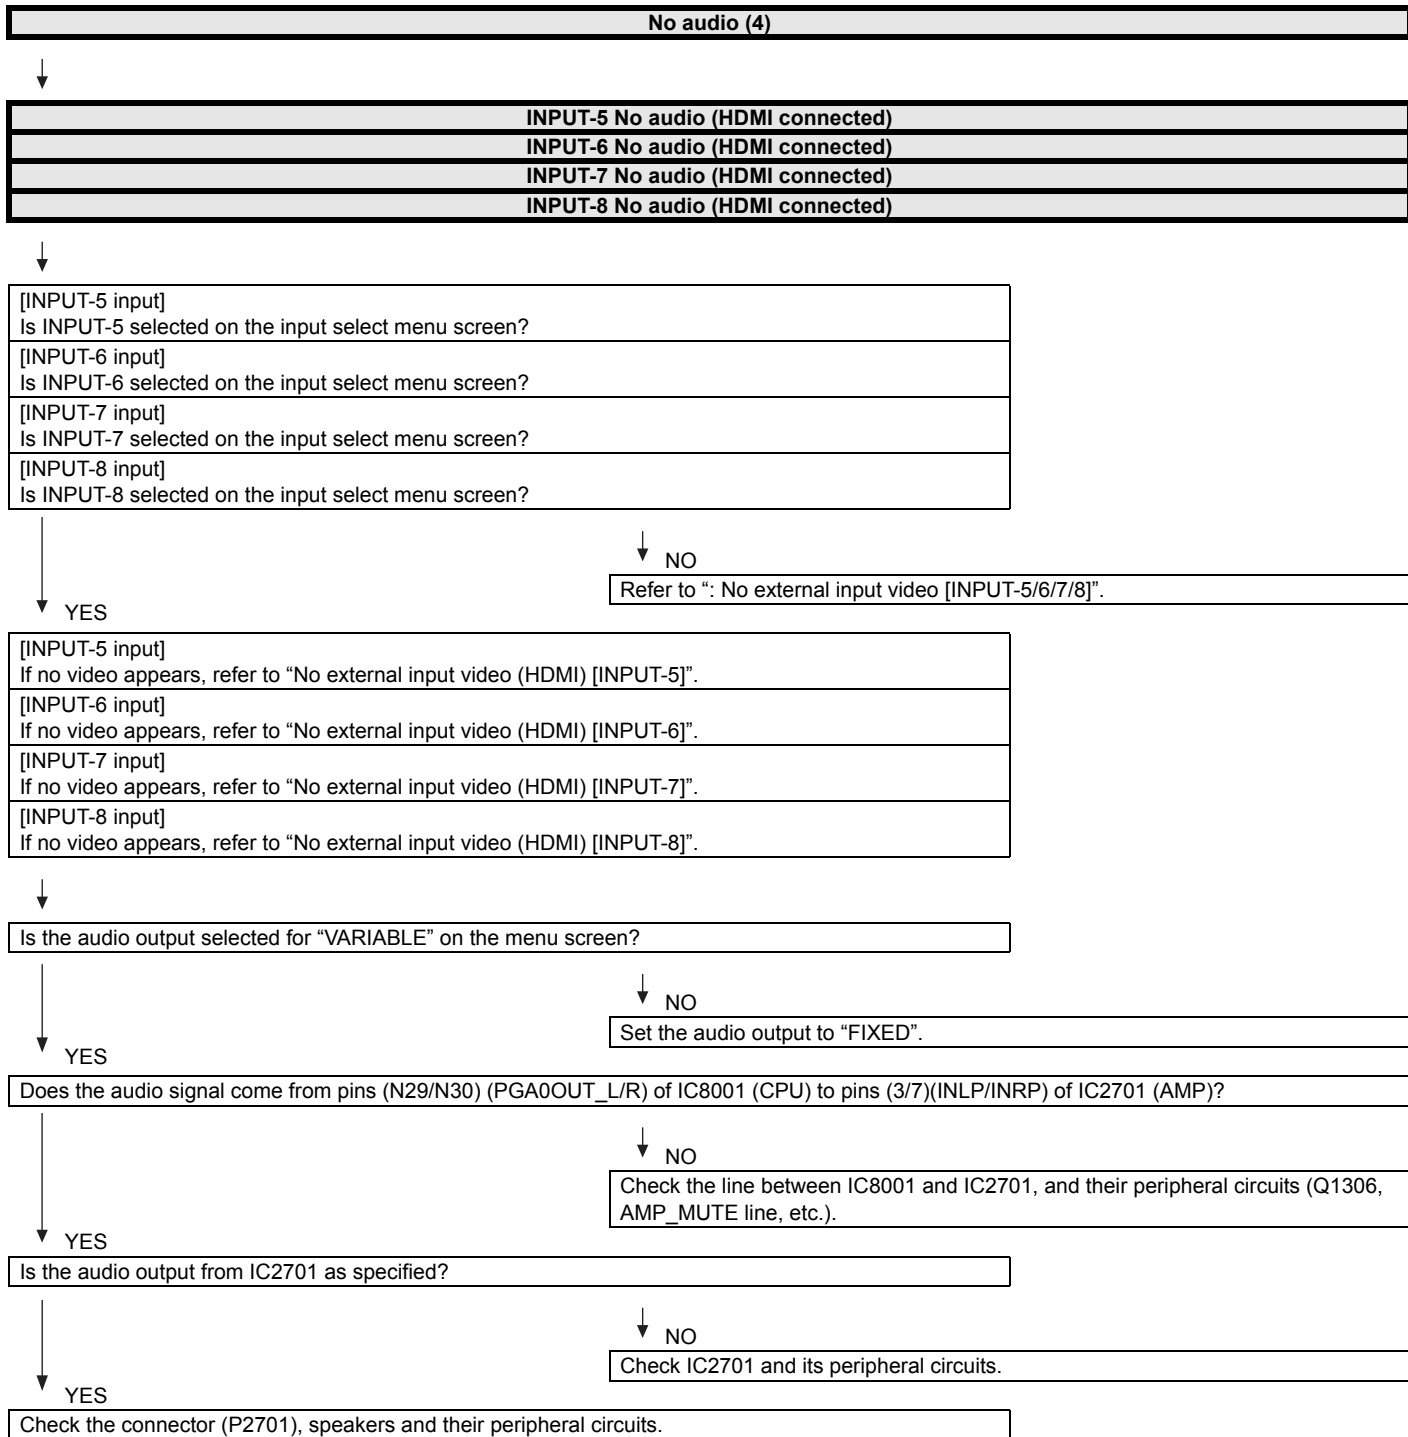 No audio (4)
INPUT-5 No audio (HDMI connected)
INPUT-6 No audio (HDMI connected)
INPUT-7 No audio (HDMI connected)
INPUT-8 No audio (HDMI connected)
[INPUT-5 input]
Is INPUT-5 selected on the input select menu screen?
[INPUT-6 input]
Is INPUT-6 selected on the input select menu screen?
[INPUT-7 input]
Is INPUT-7 selected on the input select menu screen?
[INPUT-8 input]
Is INPUT-8 selected on the input select menu screen?
NO
Refer to “: No external input video [INPUT-5/6/7/8]”.
YES
[INPUT-5 input]
If no video appears, refer to “No external input video (HDMI) [INPUT-5]”.
[INPUT-6 input]
If no video appears, refer to “No external input video (HDMI) [INPUT-6]”.
[INPUT-7 input]
If no video appears, refer to “No external input video (HDMI) [INPUT-7]”.
[INPUT-8 input]
If no video appears, refer to “No external input video (HDMI) [INPUT-8]”.
Is the audio output selected for “VARIABLE” on the menu screen?
NO
Set the audio output to “FIXED”.
YES
Does the audio signal come from pins (N29/N30) (PGA0OUT_L/R) of IC8001 (CPU) to pins (3/7)(INLP/INRP) of IC2701 (AMP)?
NO
Check the line between IC8001 and IC2701, and their peripheral circuits (Q1306,
AMP_MUTE line, etc.).
YES
Is the audio output from IC2701 as specified?
NO
Check IC2701 and its peripheral circuits.
YES
Check the connector (P2701), speakers and their peripheral circuits.